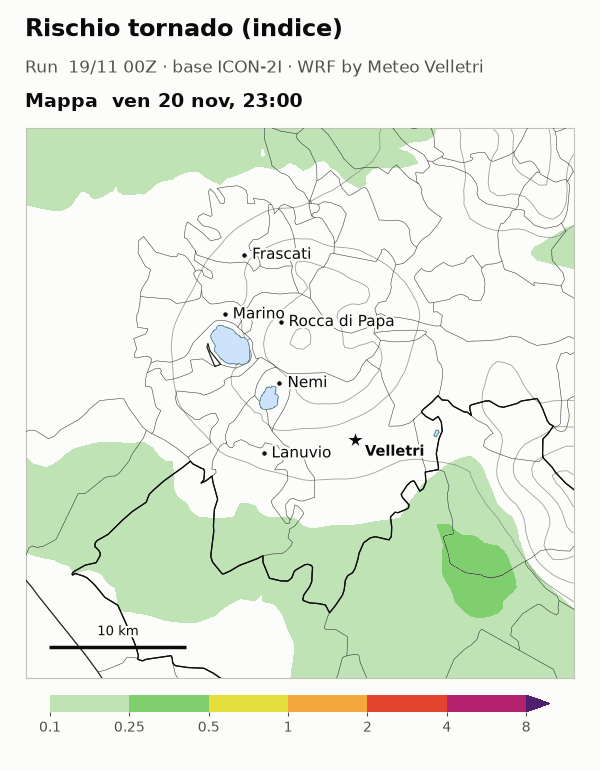 Rischio tornado (indice)
Run  19/11 00Z · base ICON-2I · WRF by Meteo Velletri
Mappa  ven 20 nov, 23:00
Frascati
Marino
Rocca di Papa
Nemi
Velletri
Lanuvio
10 km
0.1 0.25 0.5 1 2 4 8